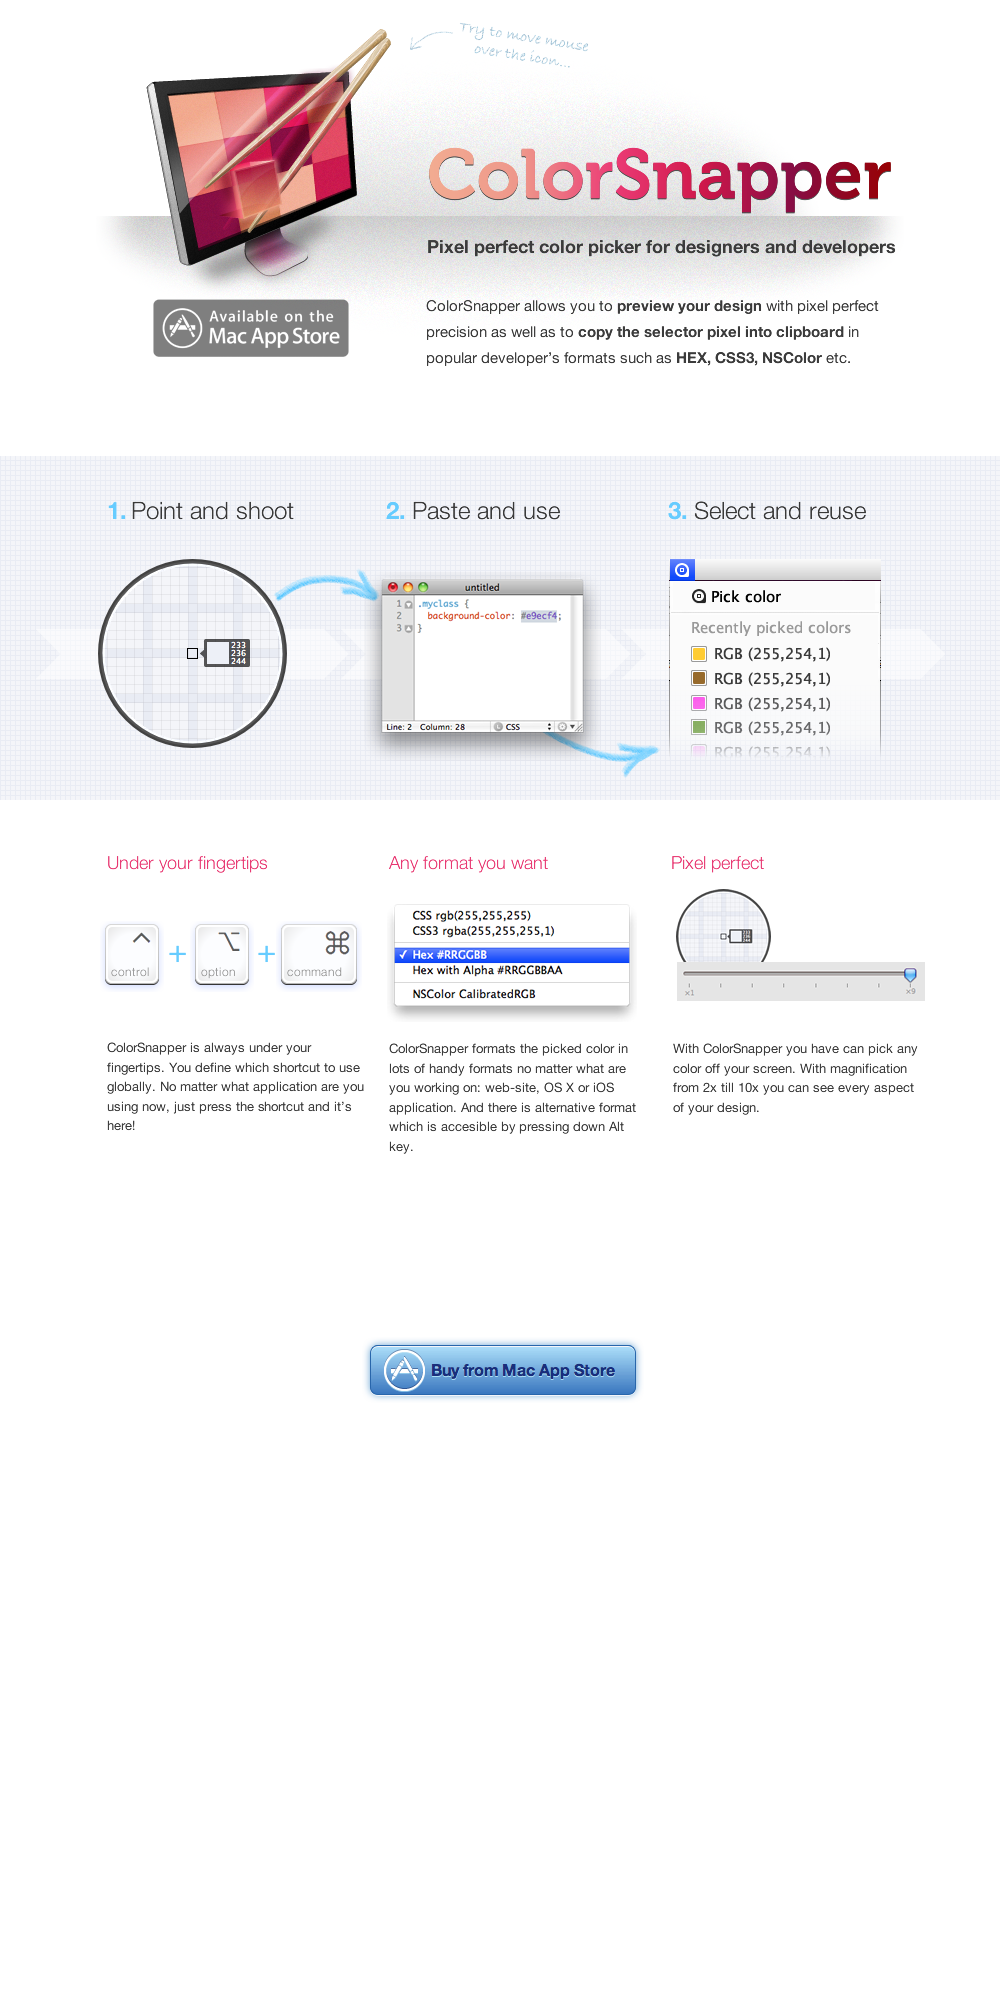 Try to move mouse
over the icon...
ColorSnapper
Pixel perfect color picker for designers and developers
Available on the
Mac App Store
ColorSnapper allows you to preview your design with pixel perfect
precision as well as to copy the selector pixel into clipboard in
popular developer's formats such as HEX, CSS3, NSColor etc.
1. Point and shoot
233
236
244
2. Paste and use
untitled
1 .myclass {
2 background-color: #e9ecf4;
3 }
Line: 2 Column: 28 L CSS
3. Select and reuse
Pick color
Recently picked colors
RGB (255,254,1)
RGB (255,254,1)
RGB (255,254,1)
RGB (255,254,1)
RGB (255,254,1)
Under your fingertips
control + option + command
ColorSnapper is always under your
fingertips. You define which shortcut to use
globally. No matter what application are you
using now, just press the shortcut and it's
here!
Any format you want
CSS rgb(255,255,255)
CSS3 rgba(255,255,255,1)
✓ Hex #RRGGBB
Hex with Alpha #RRGGBBAA
NSColor CalibratedRGB
ColorSnapper formats the picked color in
lots of handy formats no matter what are
you working on: web-site, OS X or iOS
application. And there is alternative format
which is accesible by pressing down Alt
key.
Pixel perfect
233
236
244
x1 x9
With ColorSnapper you have can pick any
color off your screen. With magnification
from 2x till 10x you can see every aspect
of your design.
Buy from Mac App Store